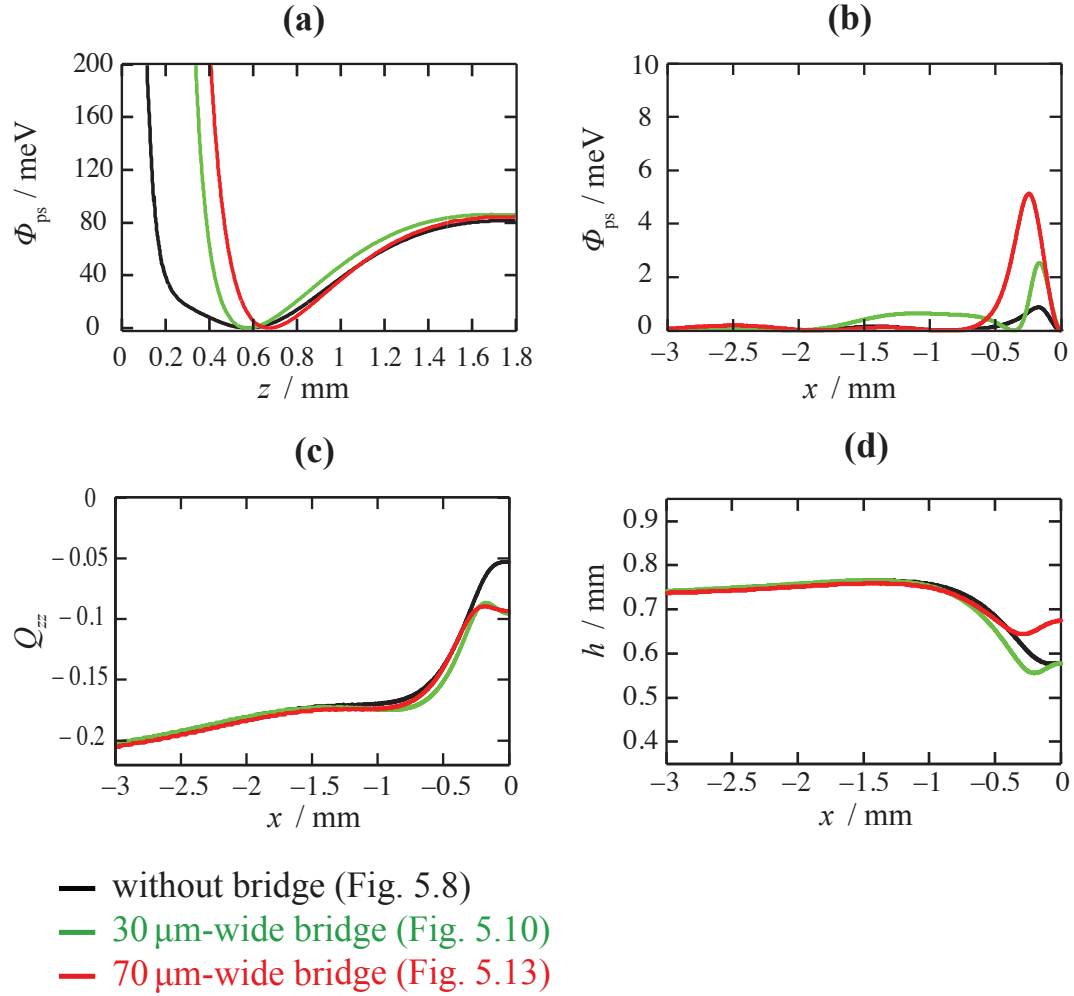 (a)
(b)
200
160
120
80
40
0
Φps / meV
0 0.2 0.4 0.6 0.8 1 1.2 1.4 1.6 1.8
z / mm
10
8
6
4
2
0
Φps / meV
−3 −2.5 −2 −1.5 −1 −0.5 0
x / mm
(c)
(d)
0
−0.05
−0.1
−0.15
−0.2
Qzz
−3 −2.5 −2 −1.5 −1 −0.5 0
x / mm
0.9
0.8
0.7
0.6
0.5
0.4
h / mm
−3 −2.5 −2 −1.5 −1 −0.5 0
x / mm
without bridge (Fig. 5.8)
30 μm-wide bridge (Fig. 5.10)
70 μm-wide bridge (Fig. 5.13)